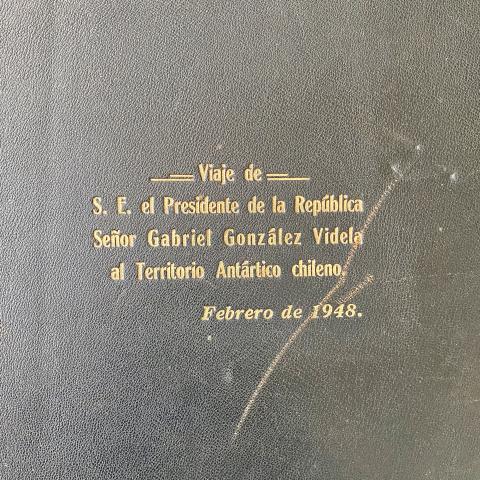 Viaje de
S. E. el Presidente de la República
Señor Gabriel González Videla
al Territorio Antártico chileno.
Febrero de 1948.